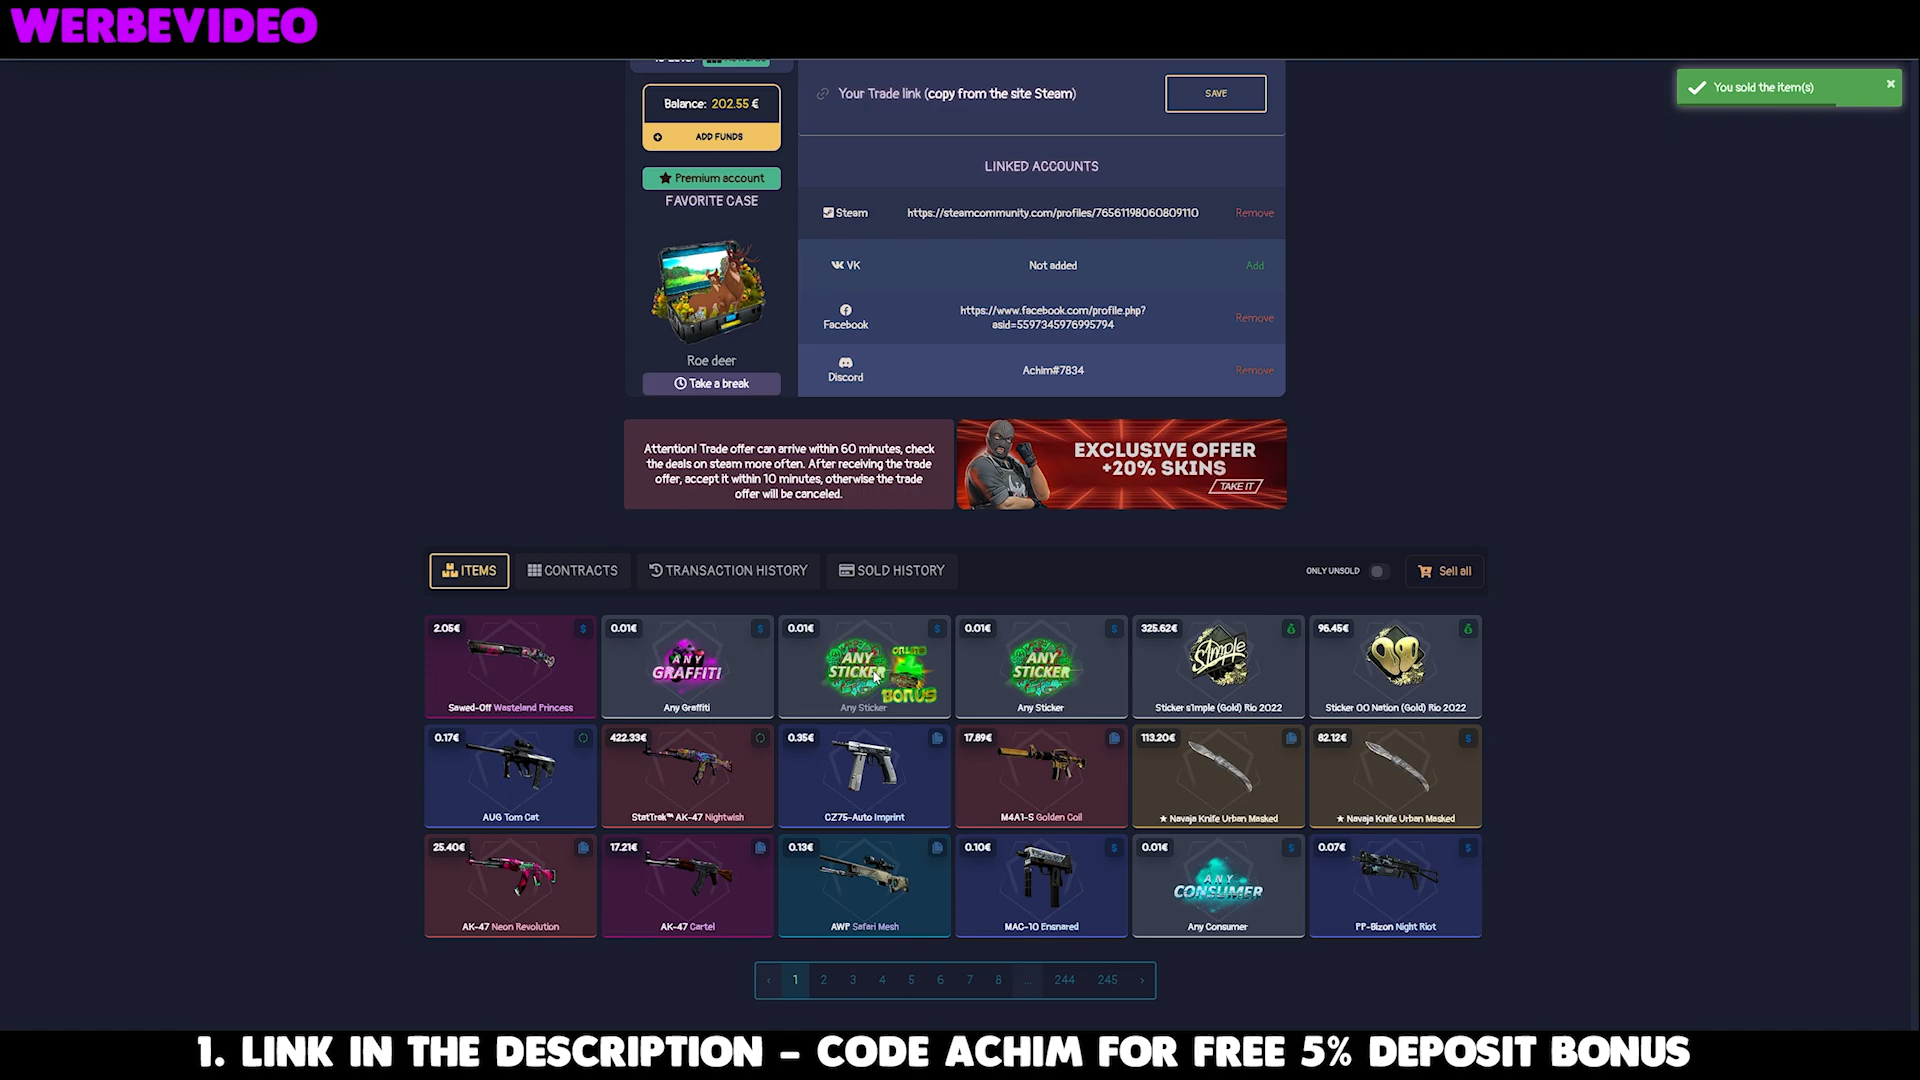 WERBEVIDEO
You sold the item(s)
Balance: 202.55 €
ADD FUNDS
Premium account
FAVORITE CASE
Roe deer
Take a break
Your Trade link (copy from the site Steam)
SAVE
LINKED ACCOUNTS
Steam
https://steamcommunity.com/profiles/76561198060809110
Remove
VK
Not added
Add
Facebook
https://www.facebook.com/profile.php?
asid=5597345976995794
Remove
Discord
Achim#7834
Remove
Attention! Trade offer can arrive within 60 minutes, check
the deals on steam more often. After receiving the trade
offer, accept it within 10 minutes, otherwise the trade
offer will be canceled.
EXCLUSIVE OFFER
+20% SKINS
TAKE IT
ITEMS
CONTRACTS
TRANSACTION HISTORY
SOLD HISTORY
ONLY UNSOLD
Sell all
2.05€
Sawed-Off Wasteland Princess
0.01€
ANY
GRAFFITI
Any Graffiti
0.01€
ANY
STICKER
ONLINE
BONUS
Any Sticker
0.01€
ANY
STICKER
Any Sticker
325.62€
S1mple
Sticker s1mple (Gold) Rio 2022
96.45€
Sticker 00 Nation (Gold) Rio 2022
0.17€
AUG Tom Cat
422.33€
StatTrak™ AK-47 Nightwish
0.35€
CZ75-Auto Imprint
17.89€
M4A1-S Golden Coil
113.20€
★ Navaja Knife Urban Masked
82.12€
★ Navaja Knife Urban Masked
25.40€
AK-47 Neon Revolution
17.21€
AK-47 Cartel
0.13€
AWP Safari Mesh
0.10€
MAC-10 Ensnared
0.01€
ANY
CONSUMER
Any Consumer
0.07€
PP-Bizon Night Riot
‹ 1 2 3 4 5 6 7 8 ... 244 245 ›
1. LINK IN THE DESCRIPTION – CODE ACHIM FOR FREE 5% DEPOSIT BONUS